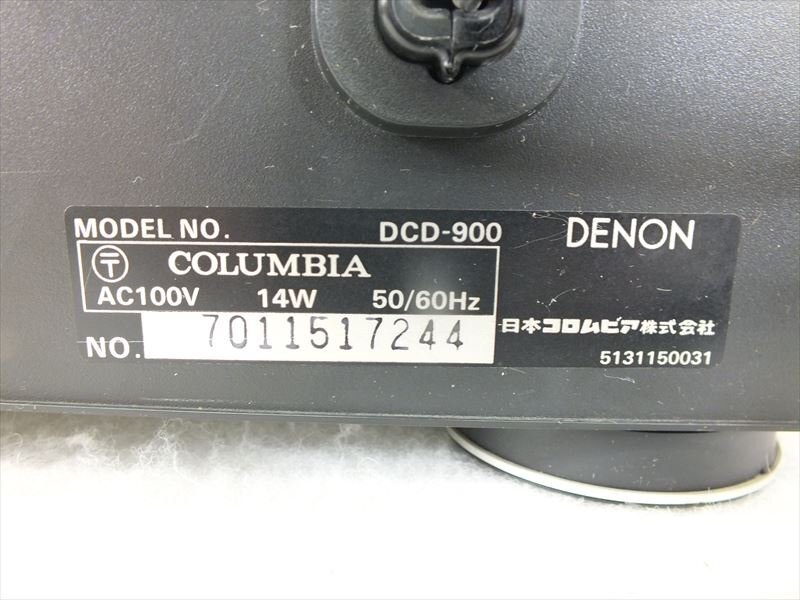 MODEL NO. DCD-900 DENON
〒 COLUMBIA
AC100V 14W 50/60Hz
NO. 7011517244
日本コロムビア株式会社
5131150031